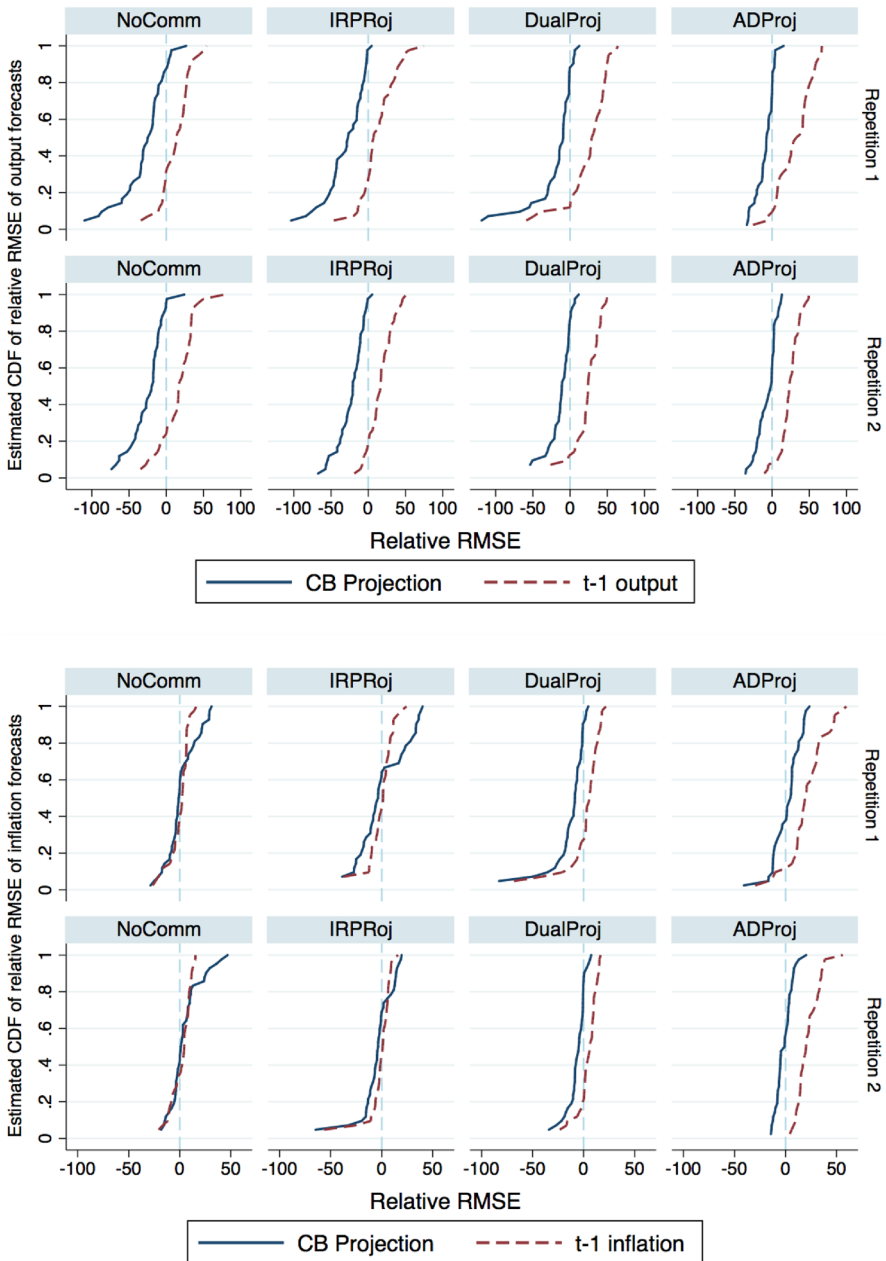 NoComm IRPRoj DualProj ADProj
Estimated CDF of relative RMSE of output forecasts
1
.8
.6
.4
.2
0
Repetition 1
NoComm IRPRoj DualProj ADProj
1
.8
.6
.4
.2
0
Repetition 2
-100 -50 0 50 100 -100 -50 0 50 100 -100 -50 0 50 100 -100 -50 0 50 100
Relative RMSE
CB Projection t-1 output
NoComm IRPRoj DualProj ADProj
Estimated CDF of relative RMSE of inflation forecasts
1
.8
.6
.4
.2
0
Repetition 1
NoComm IRPRoj DualProj ADProj
1
.8
.6
.4
.2
0
Repetition 2
-100 -50 0 50 -100 -50 0 50 -100 -50 0 50 -100 -50 0 50
Relative RMSE
CB Projection t-1 inflation